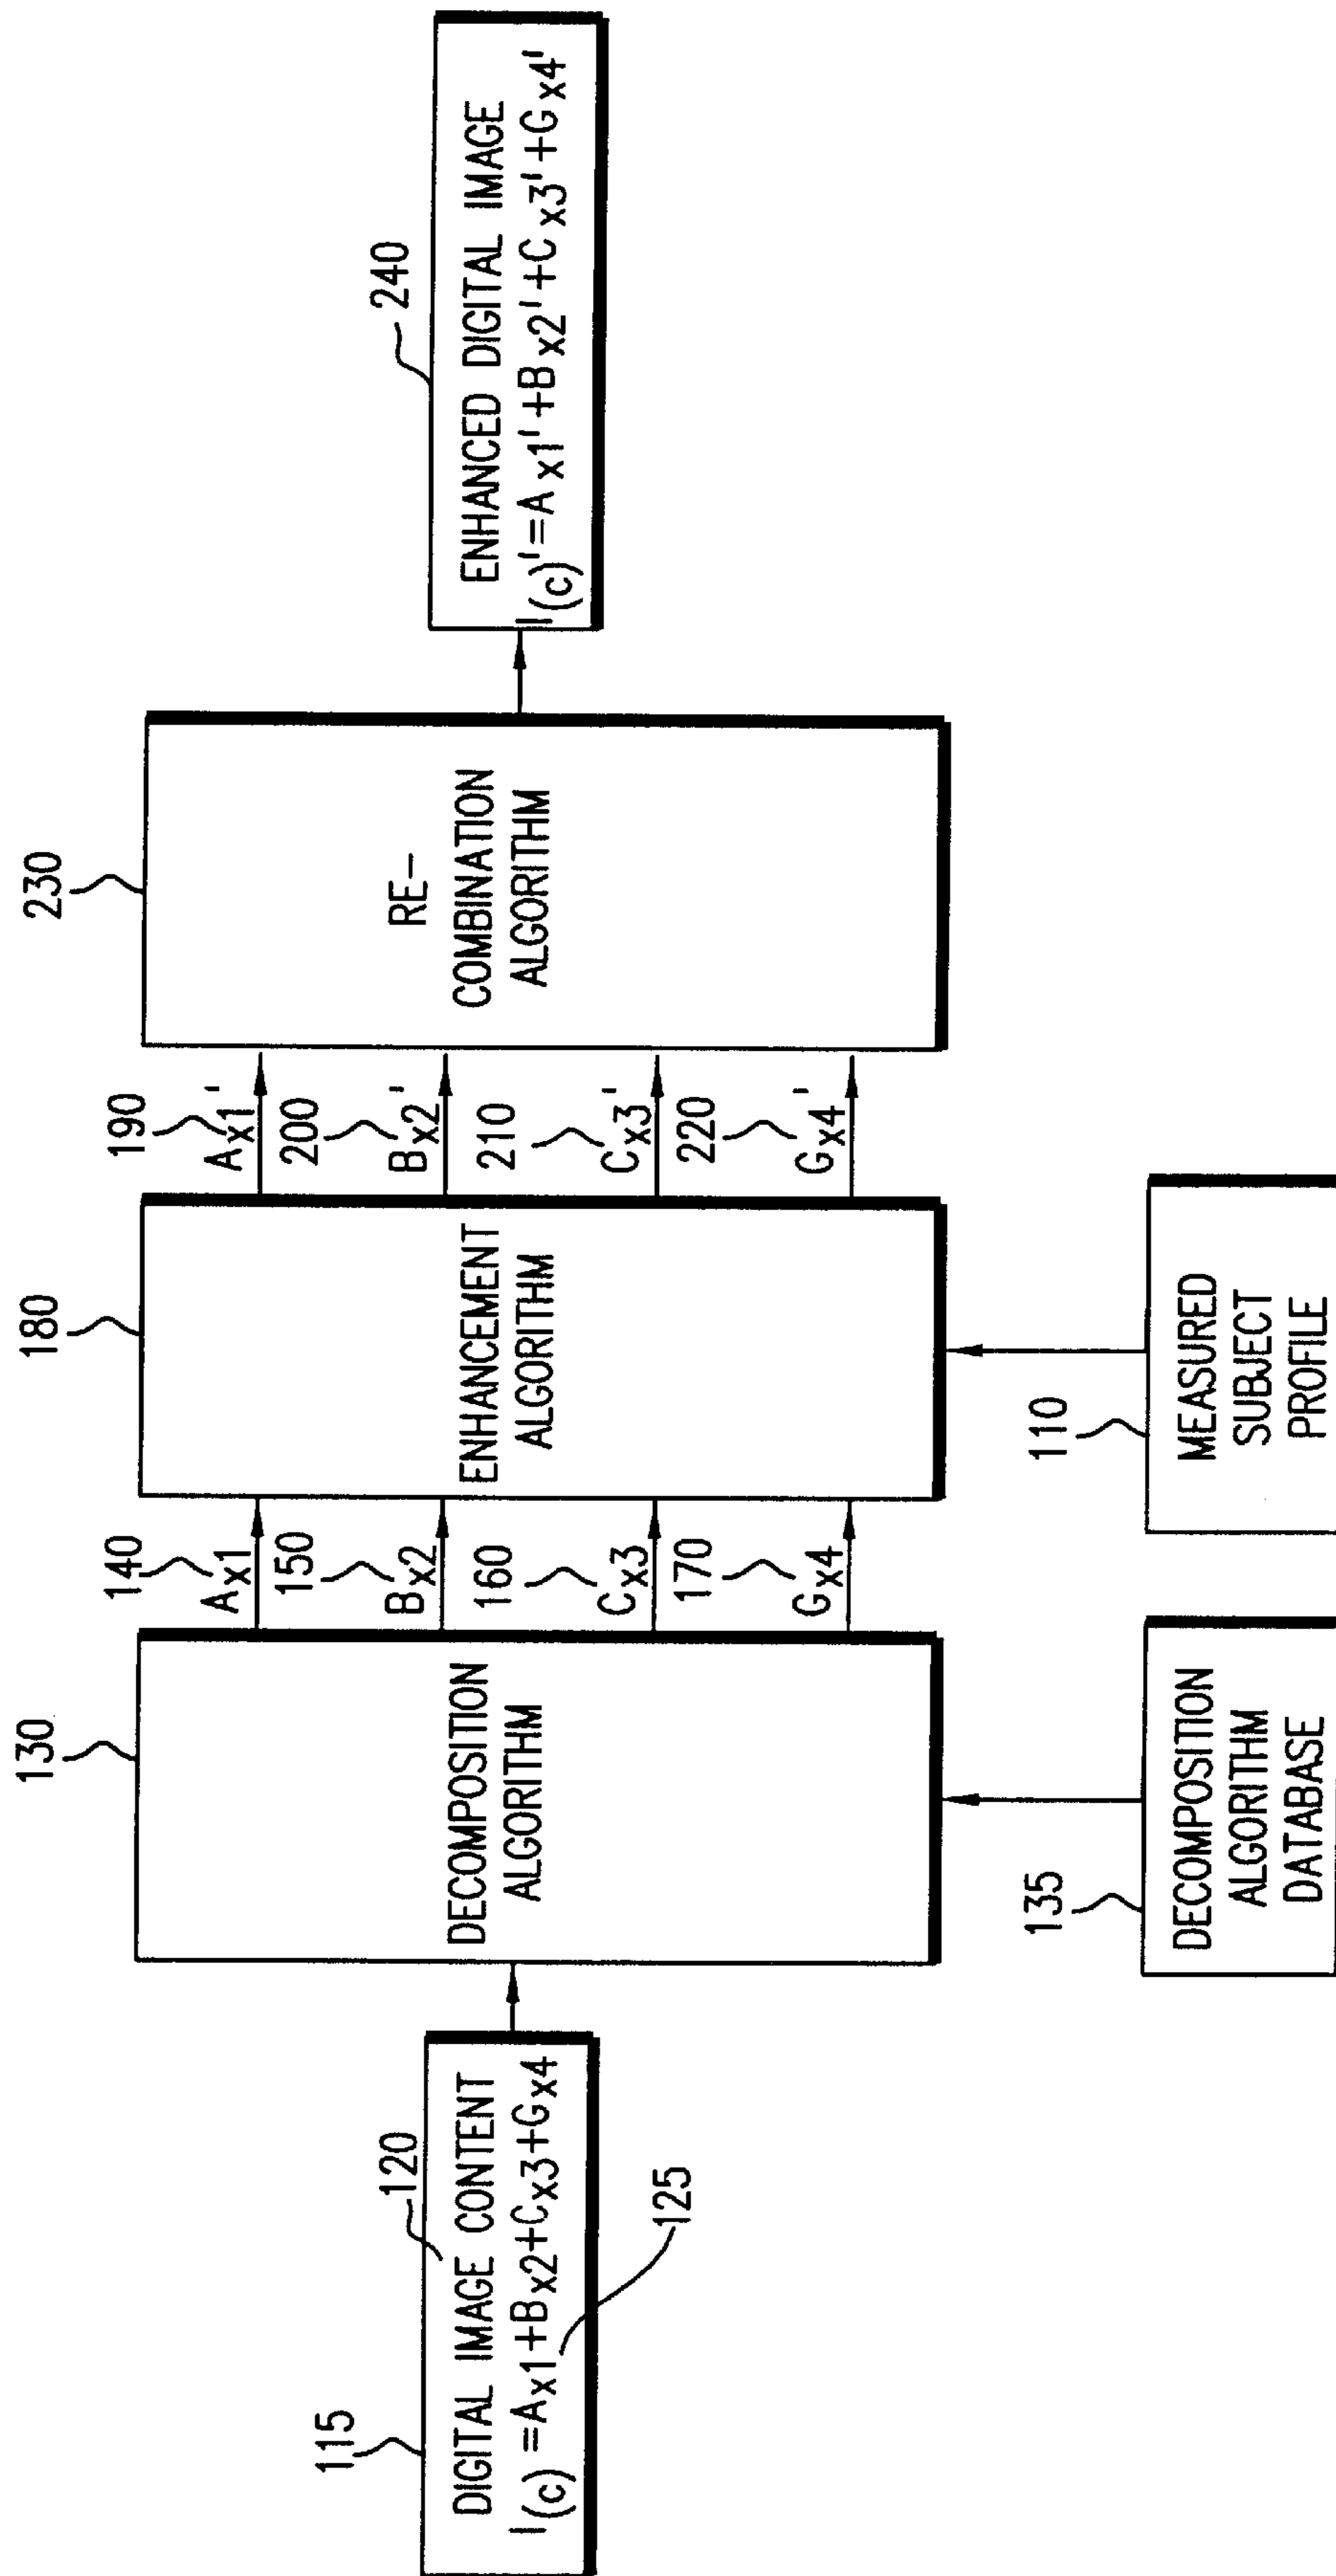 115
120
DIGITAL IMAGE CONTENT
I(c) =Ax1+Bx2+Cx3+Gx4
125
130
DECOMPOSITION
ALGORITHM
135
DECOMPOSITION
ALGORITHM
DATABASE
140
Ax1
150
Bx2
160
Cx3
170
Gx4
180
ENHANCEMENT
ALGORITHM
110
MEASURED
SUBJECT
PROFILE
190
Ax1'
200
Bx2'
210
Cx3'
220
Gx4'
230
RE-
COMBINATION
ALGORITHM
240
ENHANCED DIGITAL IMAGE
I(c)'=Ax1'+Bx2'+Cx3'+Gx4'